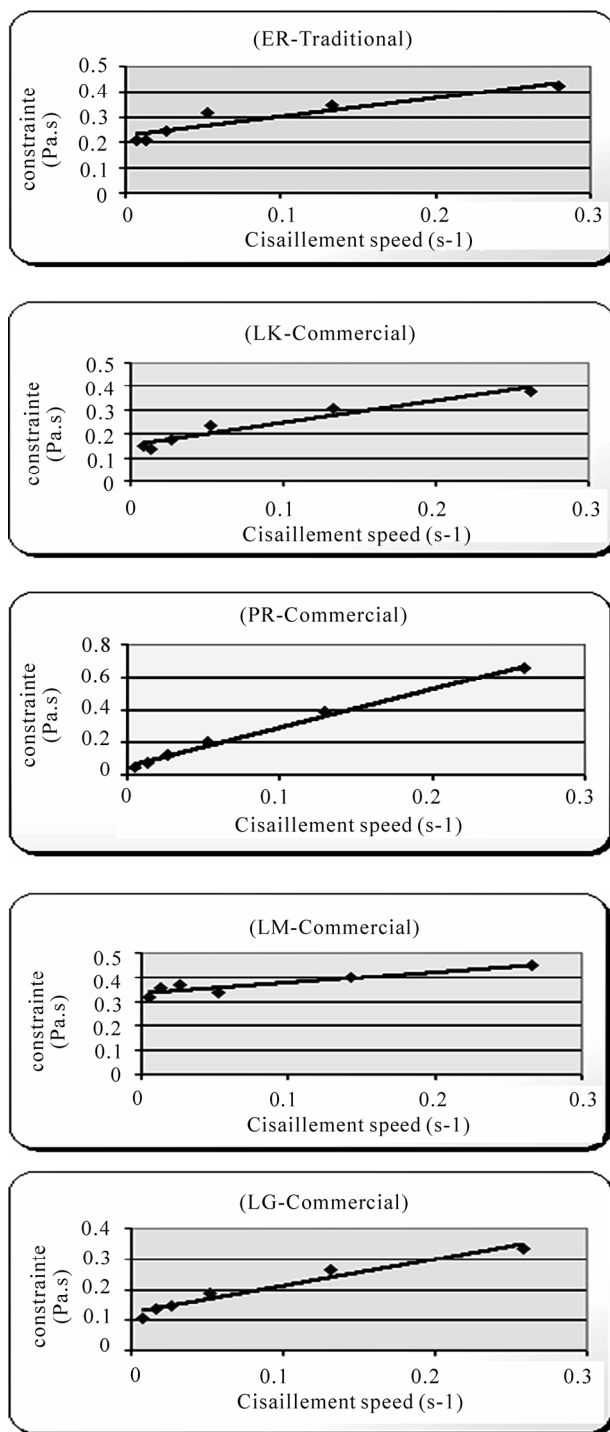 (ER-Traditional)
constrainte
(Pa.s)
0.5
0.4
0.3
0.2
0.1
0
0 0.1 0.2 0.3
Cisaillement speed (s-1)
(LK-Commercial)
constrainte
(Pa.s)
0.5
0.4
0.3
0.2
0.1
0
0 0.1 0.2 0.3
Cisaillement speed (s-1)
(PR-Commercial)
constrainte
(Pa.s)
0.8
0.6
0.4
0.2
0
0 0.1 0.2 0.3
Cisaillement speed (s-1)
(LM-Commercial)
constrainte
(Pa.s)
0.5
0.4
0.3
0.2
0.1
0
0 0.1 0.2 0.3
Cisaillement speed (s-1)
(LG-Commercial)
constrainte
(Pa.s)
0.4
0.3
0.2
0.1
0
0 0.1 0.2 0.3
Cisaillement speed (s-1)